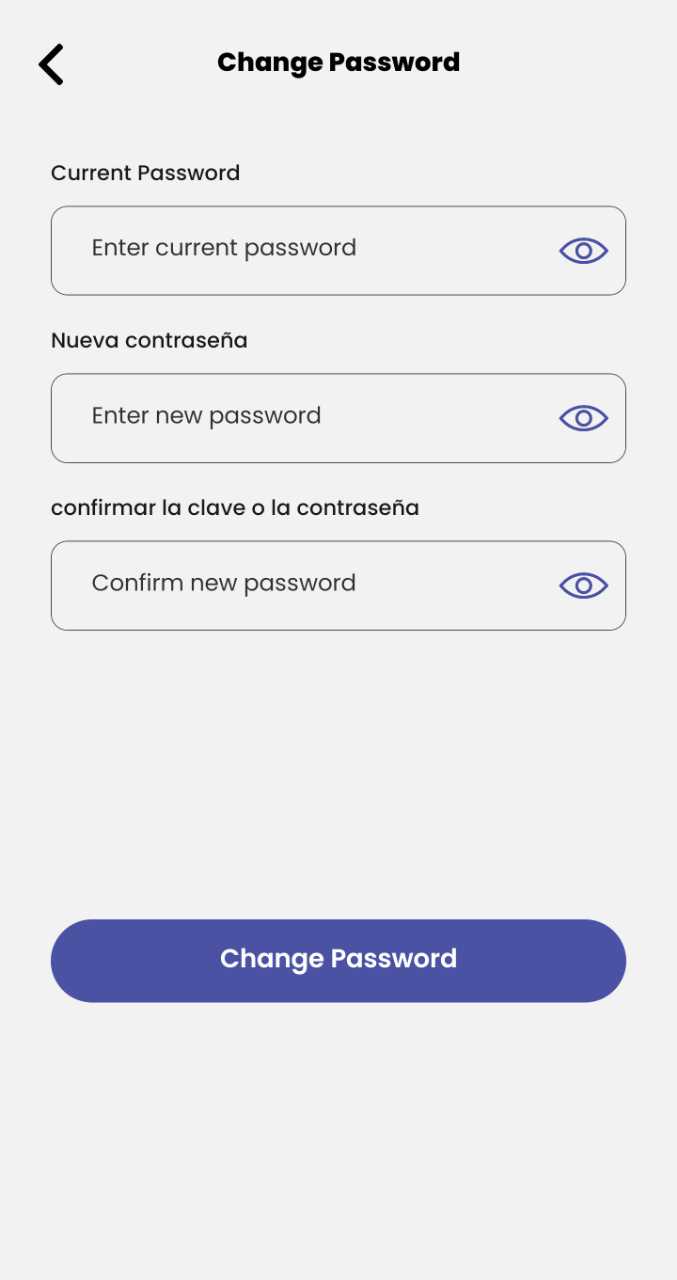 Change Password
Current Password
Enter current password
Nueva contraseña
Enter new password
confirmar la clave o la contraseña
Confirm new password
Change Password